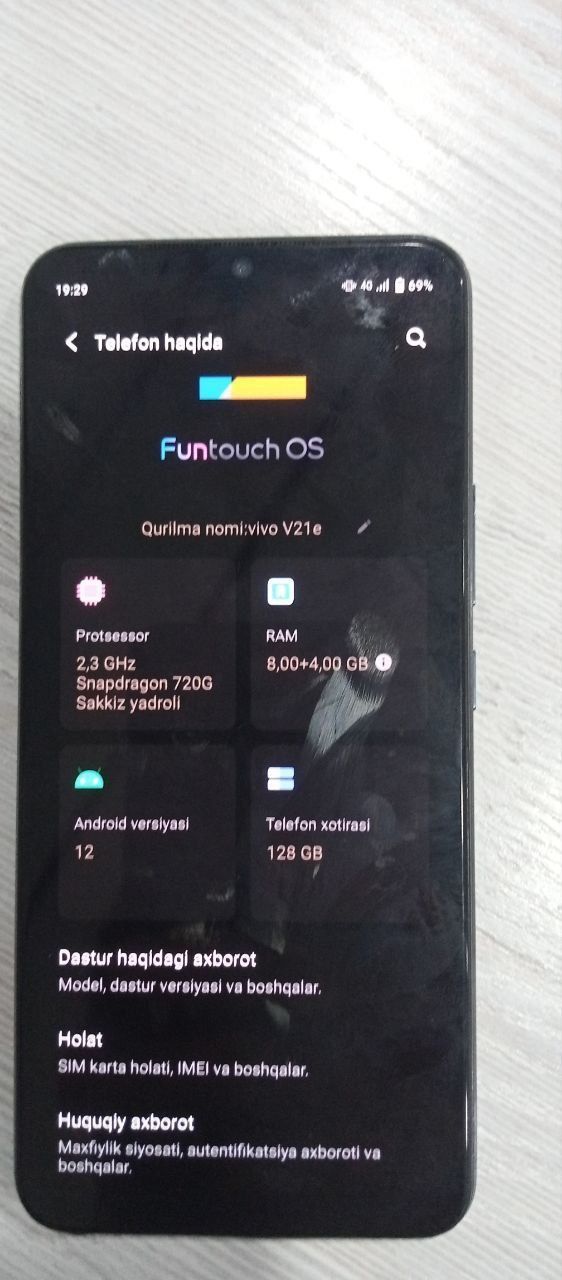 19:29 4G 69%
Telefon haqida
Funtouch OS
Qurilma nomi:vivo V21e
Protsessor
2,3 GHz
Snapdragon 720G
Sakkiz yadroli
RAM
8,00+4,00 GB
Android versiyasi
12
Telefon xotirasi
128 GB
Dastur haqidagi axborot
Model, dastur versiyasi va boshqalar.
Holat
SIM karta holati, IMEI va boshqalar.
Huquqiy axborot
Maxfiylik siyosati, autentifikatsiya axboroti va
boshqalar.